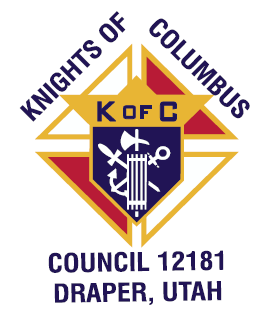 KNIGHTS OF COLUMBUS
K OF C
COUNCIL 12181
DRAPER, UTAH